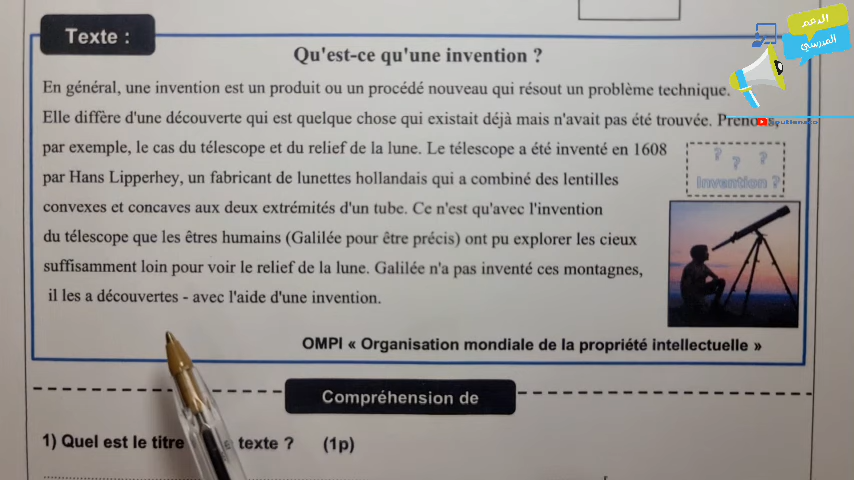 Texte :
الدعم
المدرسي
Qu'est-ce qu'une invention ?
En général, une invention est un produit ou un procédé nouveau qui résout un problème technique.
Elle diffère d'une découverte qui est quelque chose qui existait déjà mais n'avait pas été trouvée. Prenons,
par exemple, le cas du télescope et du relief de la lune. Le télescope a été inventé en 1608
par Hans Lipperhey, un fabricant de lunettes hollandais qui a combiné des lentilles
convexes et concaves aux deux extrémités d'un tube. Ce n'est qu'avec l'invention
du télescope que les êtres humains (Galilée pour être précis) ont pu explorer les cieux
suffisamment loin pour voir le relief de la lune. Galilée n'a pas inventé ces montagnes,
il les a découvertes - avec l'aide d'une invention.
? ? ?
Invention ?
OMPI « Organisation mondiale de la propriété intellectuelle »
Compréhension de
1) Quel est le titre texte ? (1p)